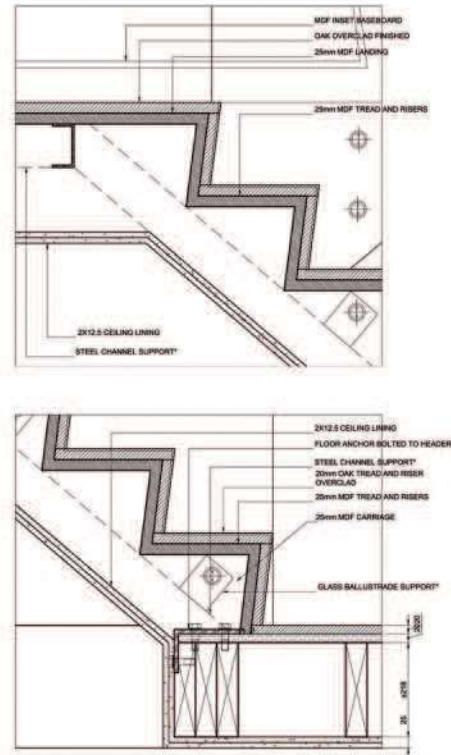 MDF INSET BASEBOARD
OAK OVERCLAD FINISHED
25mm MDF LANDING
25mm MDF TREAD AND RISERS
2X12.5 CEILING LINING
STEEL CHANNEL SUPPORT*
2X12.5 CEILING LINING
FLOOR ANCHOR BOLTED TO HEADER
STEEL CHANNEL SUPPORT*
20mm OAK TREAD AND RISER
OVERCLAD
25mm MDF TREAD AND RISERS
25mm MDF CARRIAGE
GLASS BALLUSTRADE SUPPORT*
2020
25